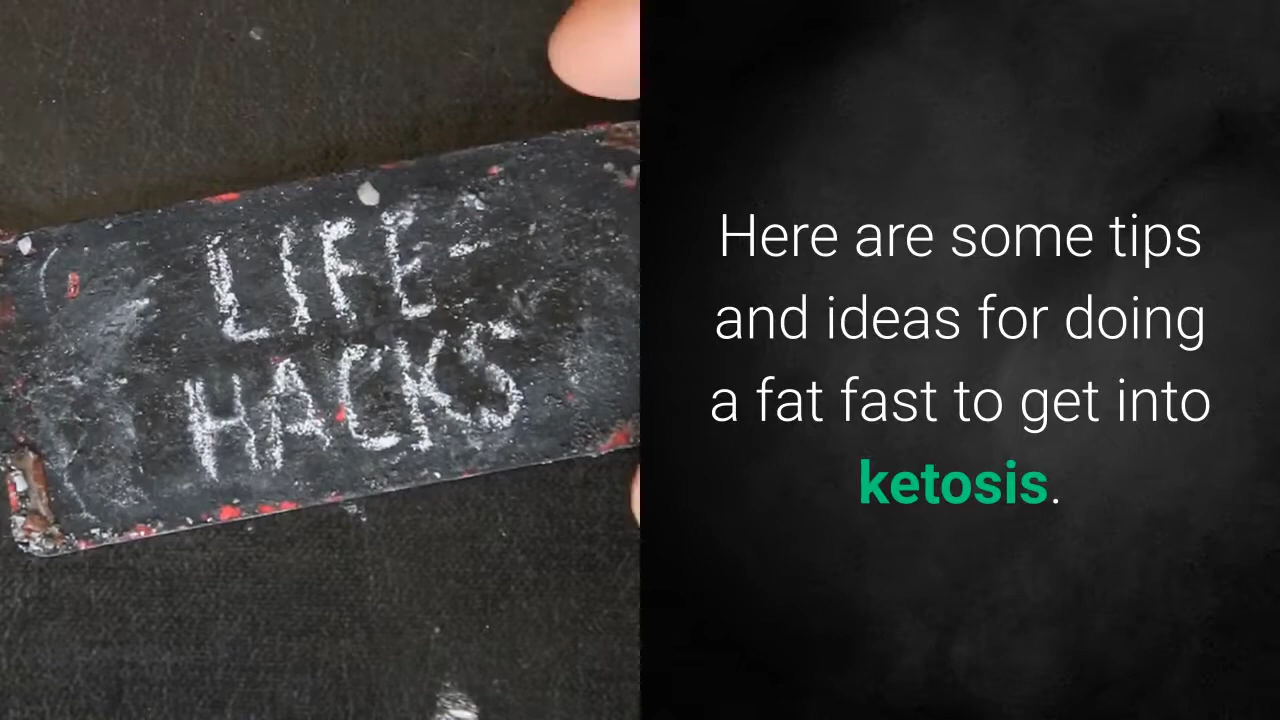 LIFE-
HACKS
Here are some tips
and ideas for doing
a fat fast to get into
ketosis.